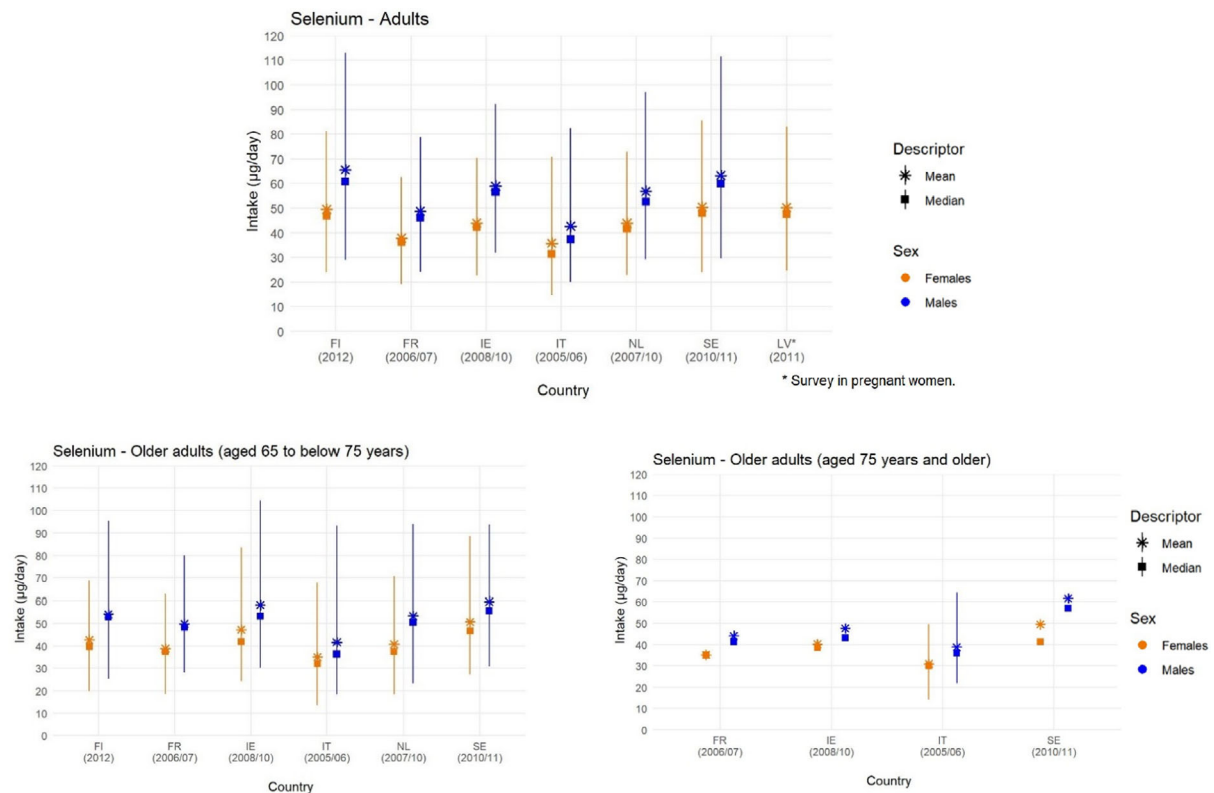 Selenium - Adults
120
110
100
90
80
70
60
50
40
30
20
10
0
Intake (µg/day)
FI FR IE IT NL SE LV*
(2012) (2006/07) (2008/10) (2005/06) (2007/10) (2010/11) (2011)
Country
* Survey in pregnant women.
Descriptor
Mean
Median
Sex
Females
Males
Selenium - Older adults (aged 65 to below 75 years)
120
110
100
90
80
70
60
50
40
30
20
10
0
Intake (µg/day)
FI FR IE IT NL SE
(2012) (2006/07) (2008/10) (2005/06) (2007/10) (2010/11)
Country
Selenium - Older adults (aged 75 years and older)
120
110
100
90
80
70
60
50
40
30
20
10
0
Intake (µg/day)
FR IE IT SE
(2006/07) (2008/10) (2005/06) (2010/11)
Country
Descriptor
Mean
Median
Sex
Females
Males